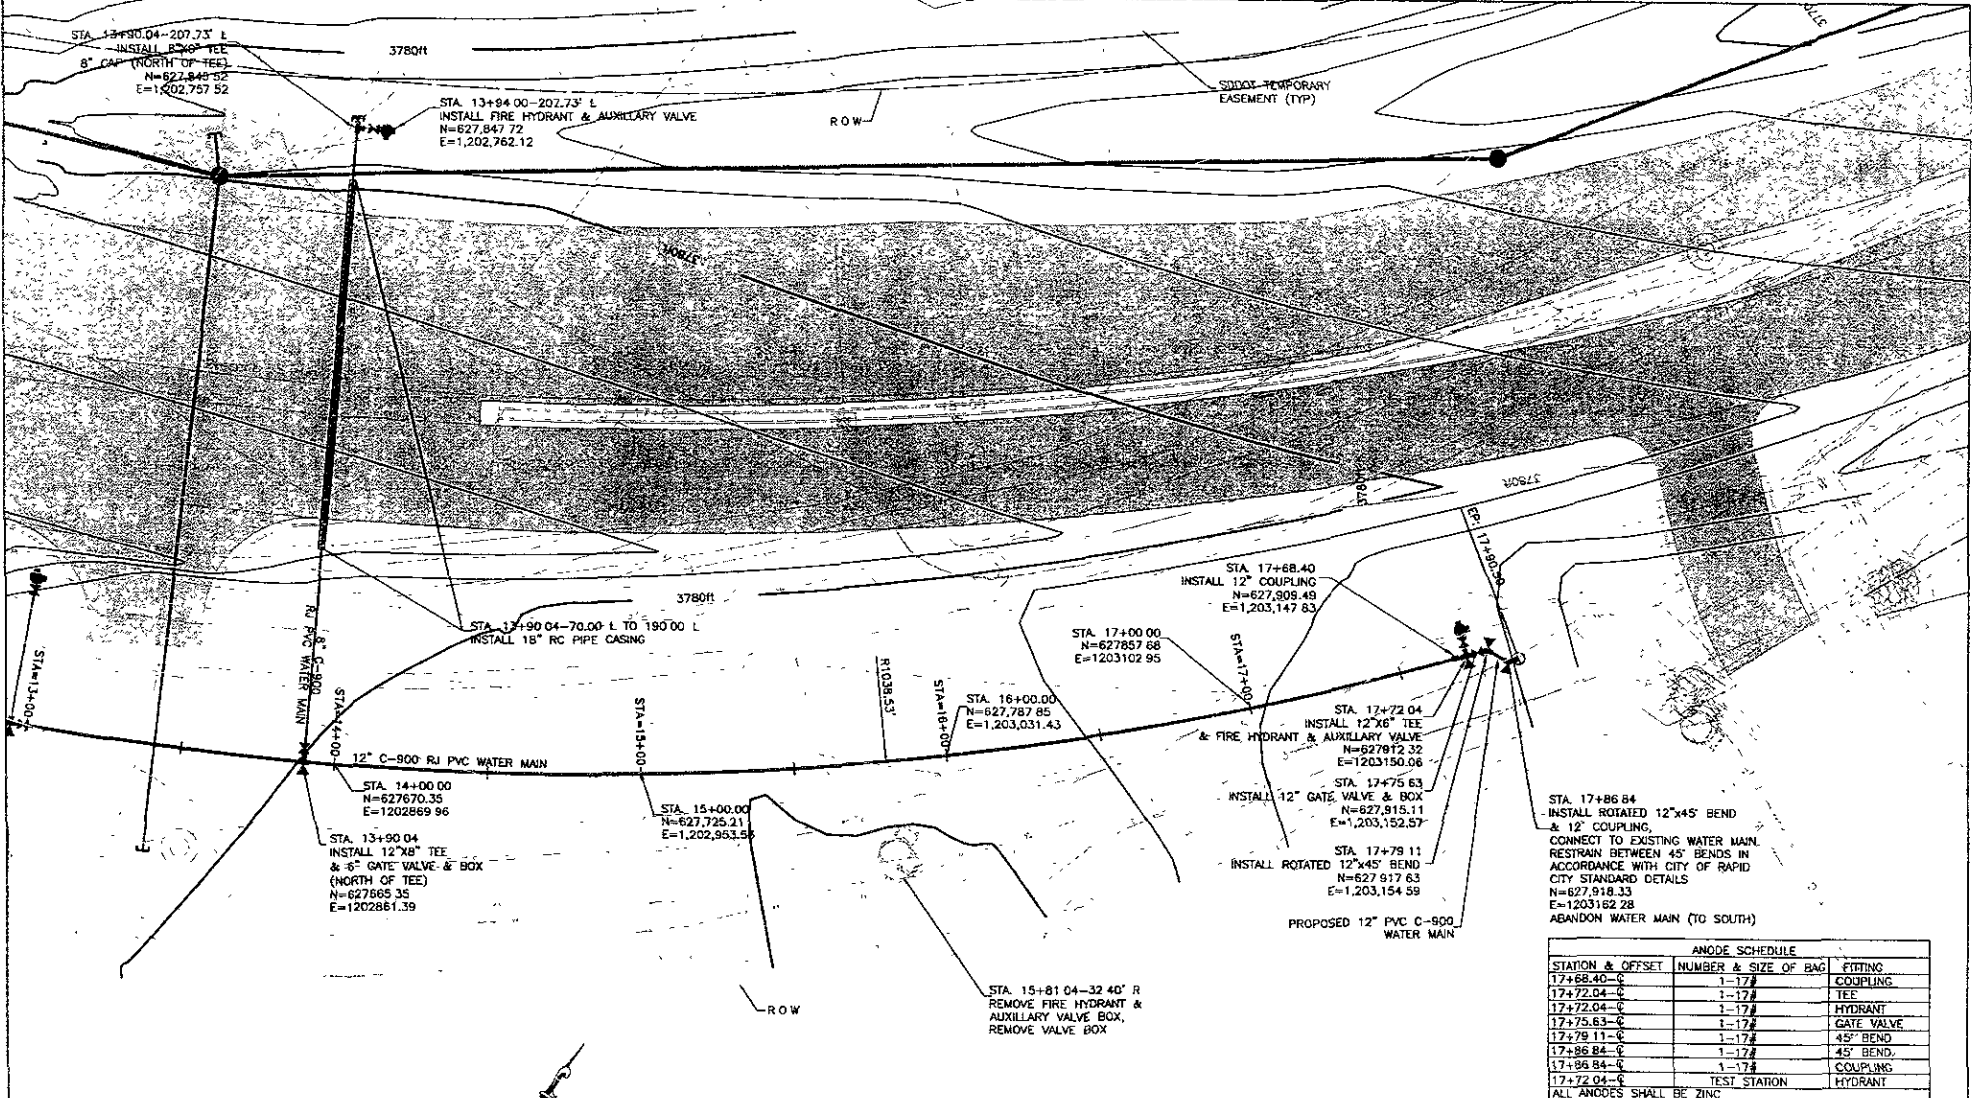 STA. 13+90.04-207.73' L
INSTALL 8"X8" TEE
8" CAP (NORTH OF TEE)
N=627,845 52
E=1,202,757 52
3780ft
STA. 13+94 00-207.73' L
INSTALL FIRE HYDRANT & AUXILLARY VALVE
N=627,847 72
E=1,202,762.12
R O W
SDDOT TEMPORARY
EASEMENT (TYP)
3770
3780ft
3780ft
3780ft
EP: 17+90.90
STA=13+00
8" C-900
RJ PVC WATER MAIN
STA=14+00
3780ft
STA. 13+90 04-70.00 L TO 190 00 L
INSTALL 18" RC PIPE CASING
STA=15+00
R1038.53'
STA=16+00
STA=17+00
STA. 17+68.40
INSTALL 12" COUPLING
N=627,909.49
E=1,203,147 83
STA. 17+00 00
N=627857 68
E=1203102 95
STA. 16+00.00
N=627,787 85
E=1,203,031.43
12" C-900 RJ PVC WATER MAIN
STA. 14+00 00
N=627670.35
E=1202869 96
STA. 15+00.00
N=627,725.21
E=1,202,953.56
STA. 13+90 04
INSTALL 12"X8" TEE
& 6" GATE VALVE & BOX
(NORTH OF TEE)
N=627665 35
E=1202861.39
STA. 17+72 04
INSTALL 12"X6" TEE
& FIRE HYDRANT & AUXILLARY VALVE
N=627912 32
E=1203150.06
STA. 17+75 63
INSTALL 12" GATE VALVE & BOX
N=627,915.11
E=1,203,152.57
STA. 17+79 11
INSTALL ROTATED 12"x45° BEND
N=627 917 63
E=1,203,154 59
PROPOSED 12" PVC C-900
WATER MAIN
STA. 17+86 84
INSTALL ROTATED 12"x45° BEND
& 12" COUPLING,
CONNECT TO EXISTING WATER MAIN.
RESTRAIN BETWEEN 45° BENDS IN
ACCORDANCE WITH CITY OF RAPID
CITY STANDARD DETAILS
N=627,918.33
E=1203162 28
ABANDON WATER MAIN (TO SOUTH)
STA. 15+81 04-32 40' R
REMOVE FIRE HYDRANT &
AUXILLARY VALVE BOX,
REMOVE VALVE BOX
R O W
ANODE SCHEDULE
STATION & OFFSET NUMBER & SIZE OF BAG FITTING
17+68.40-℄ 1-17# COUPLING
17+72.04-℄ 1-17# TEE
17+72.04-℄ 1-17# HYDRANT
17+75.63-℄ 1-17# GATE VALVE
17+79 11-℄ 1-17# 45° BEND
17+86 84-℄ 1-17# 45° BEND
17+86 84-℄ 1-17# COUPLING
17+72 04-℄ TEST STATION HYDRANT
ALL ANODES SHALL BE ZINC